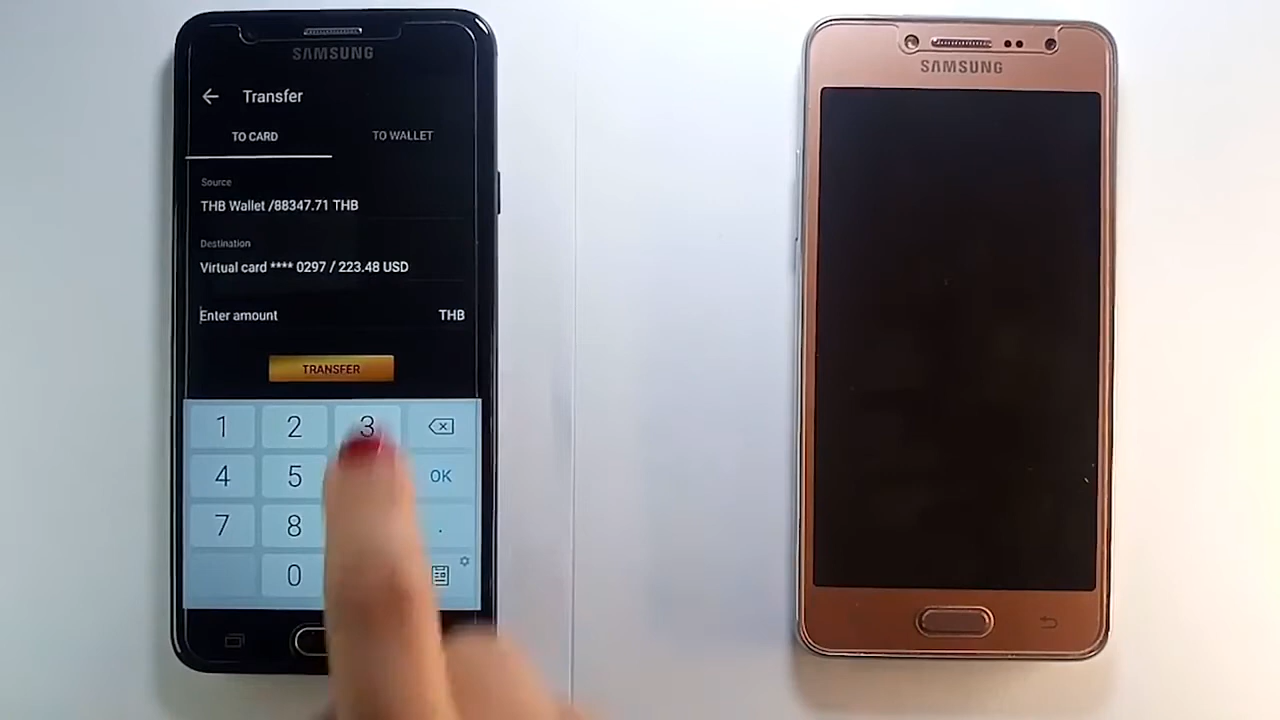 SAMSUNG
Transfer
TO CARD TO WALLET
Source
THB Wallet /88347.71 THB
Destination
Virtual card **** 0297 / 223.48 USD
Enter amount THB
TRANSFER
1 2 3
4 5 OK
7 8 .
0
SAMSUNG